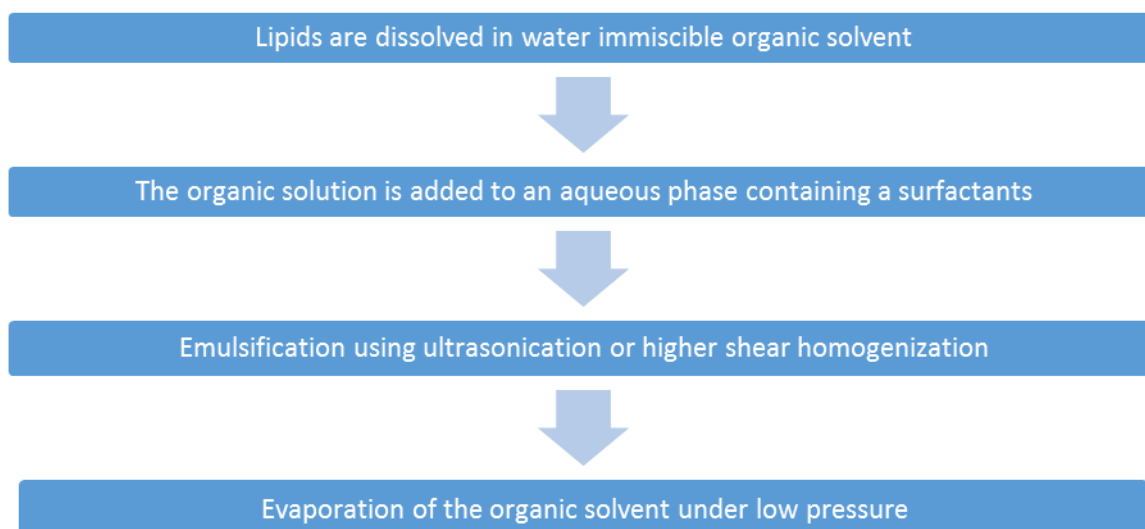 Lipids are dissolved in water immiscible organic solvent
The organic solution is added to an aqueous phase containing a surfactants
Emulsification using ultrasonication or higher shear homogenization
Evaporation of the organic solvent under low pressure